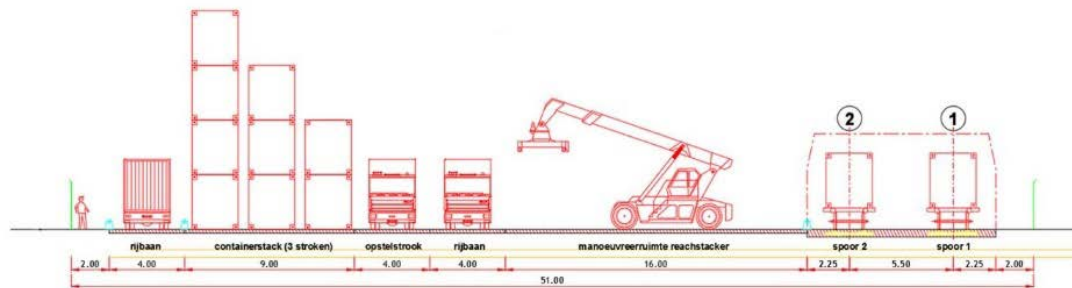 2 1
rijbaan containerstack (3 stroken) opstelstrook rijbaan manoeuvreerruimte reachstacker spoor 2 spoor 1
2.00 4.00 9.00 4.00 4.00 16.00 2.25 5.50 2.25 2.00
51.00